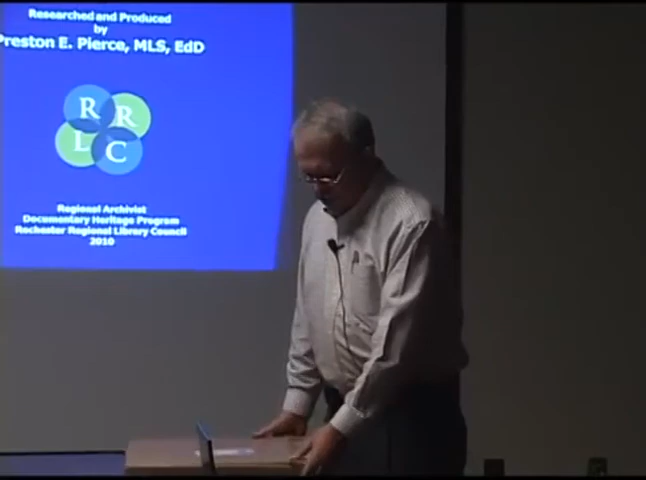 Researched and Produced
by
Preston E. Pierce, MLS, EdD
R R
L C
Regional Archivist
Documentary Heritage Program
Rochester Regional Library Council
2010